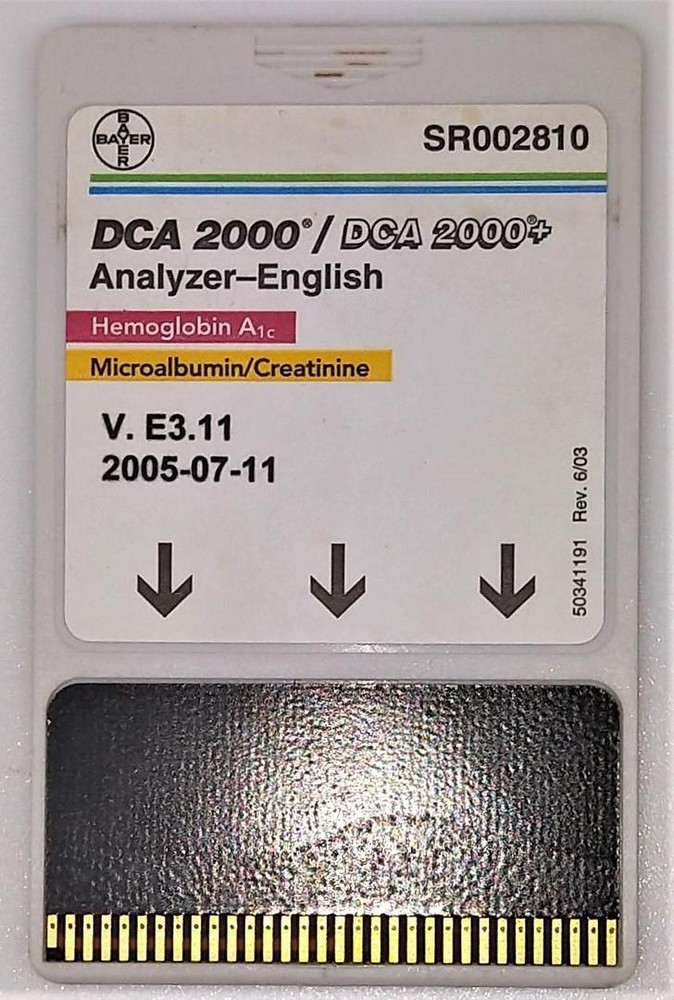 BAYER
BAYER
SR002810
DCA 2000® / DCA 2000®+
Analyzer–English
Hemoglobin A1c
Microalbumin/Creatinine
V. E3.11
2005-07-11
50341191 Rev. 6/03